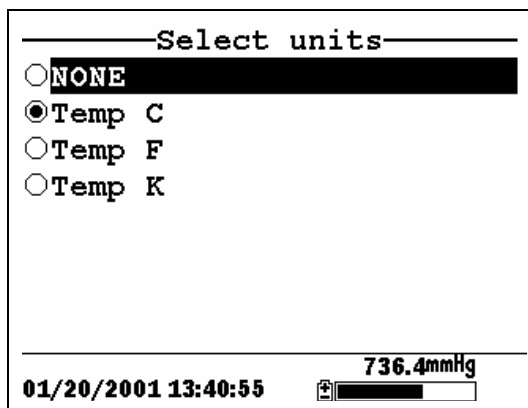 Select units
NONE
Temp C
Temp F
Temp K
736.4mmHg
01/20/2001 13:40:55